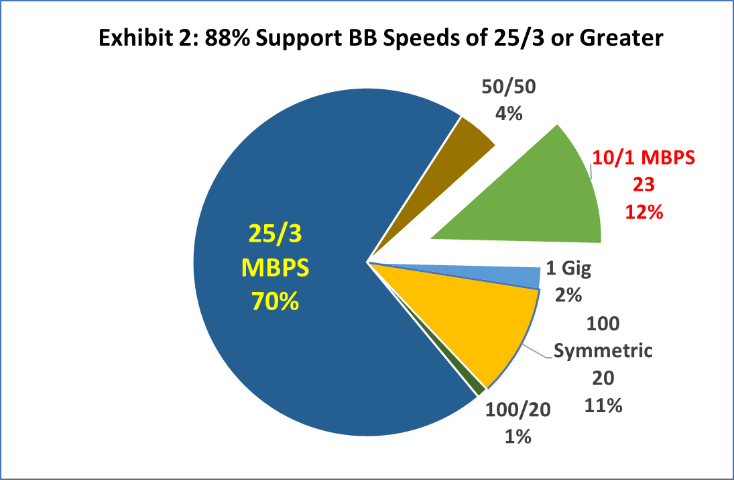 Exhibit 2: 88% Support BB Speeds of 25/3 or Greater
50/50
4%
10/1 MBPS
23
12%
25/3
MBPS
70%
1 Gig
2%
100
Symmetric
20
11%
100/20
1%